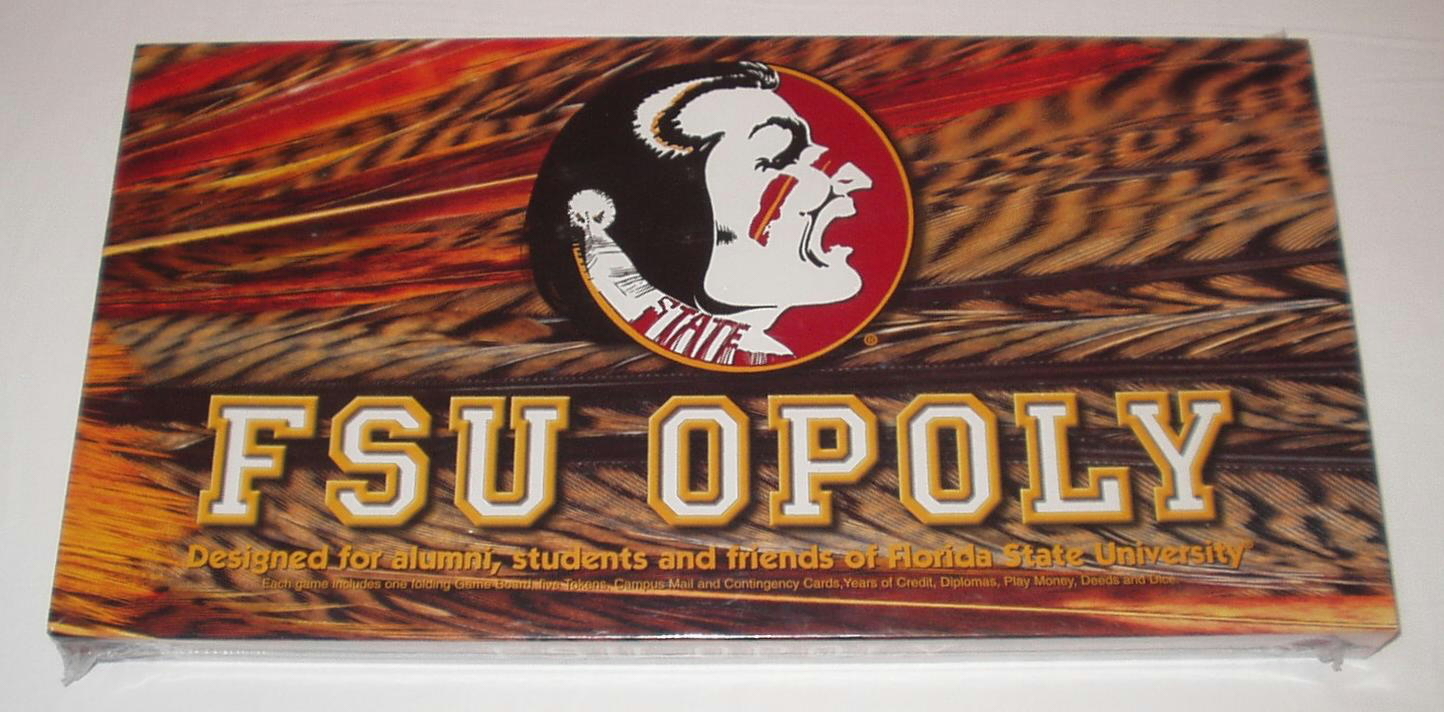 STATE
®
FSU OPOLY
Designed for alumni, students and friends of Florida State University®
Each game includes one folding Game Board, five Tokens, Campus Mail and Contingency Cards, Years of Credit, Diplomas, Play Money, Deeds and Dice.